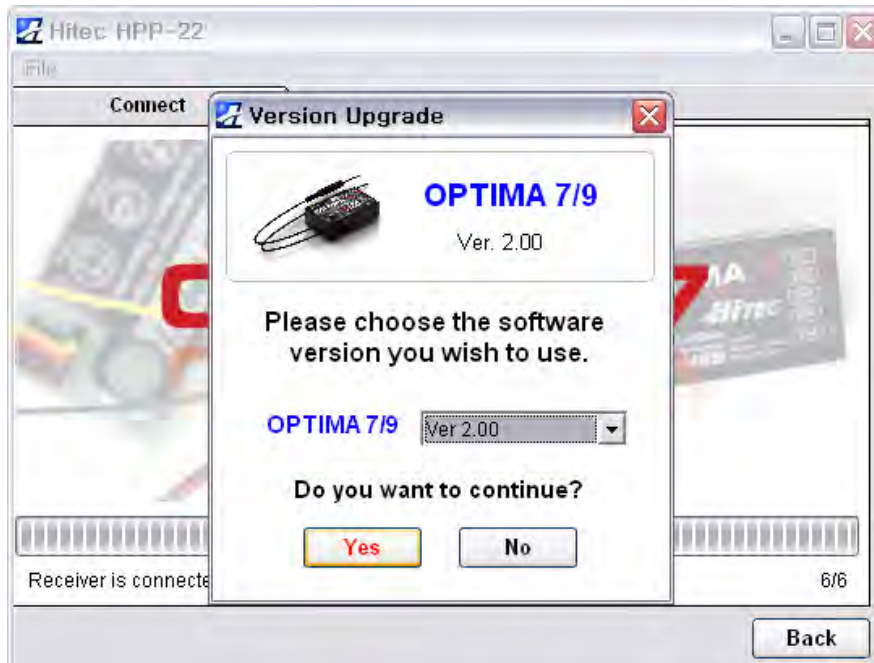 Hitec HPP-22
File
Connect
Version Upgrade
OPTIMA 7/9
Ver. 2.00
MA
Hitec
Please choose the software
version you wish to use.
OPTIMA 7/9 Ver 2.00
Do you want to continue?
Yes No
Receiver is connecte 6/6
Back